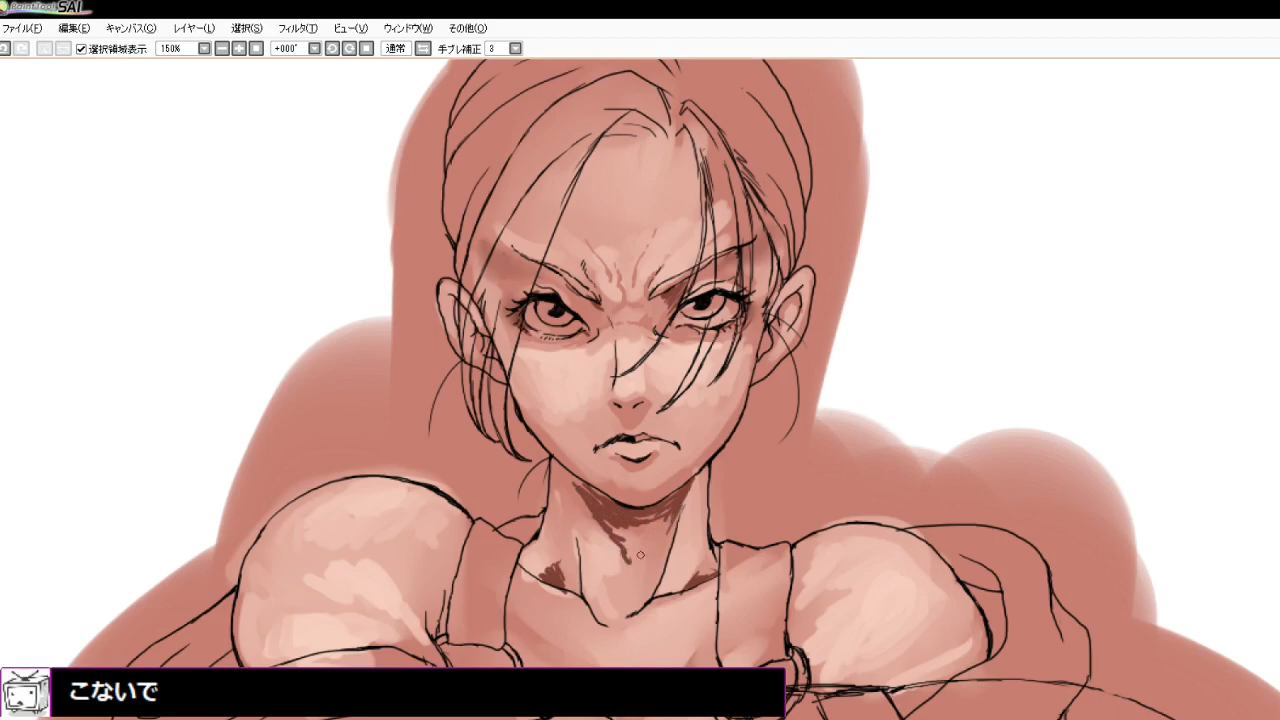 PaintTool SAI
ファイル(F) 編集(E) キャンバス(C) レイヤー(L) 選択(S) フィルタ(T) ビュー(V) ウィンドウ(W) その他(O)
選択領域表示 150% +000° 通常 手ブレ補正 3
こないで